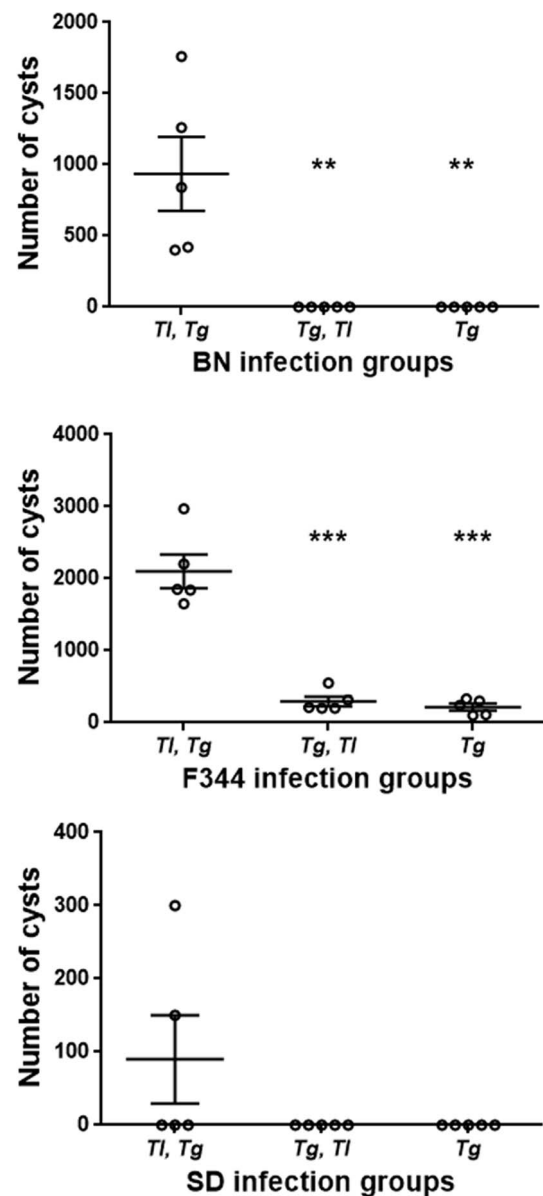 2000
1500
1000
500
0
Number of cysts
** **
Tl, Tg Tg, Tl Tg
BN infection groups
4000
3000
2000
1000
0
Number of cysts
*** ***
Tl, Tg Tg, Tl Tg
F344 infection groups
400
300
200
100
0
Number of cysts
Tl, Tg Tg, Tl Tg
SD infection groups